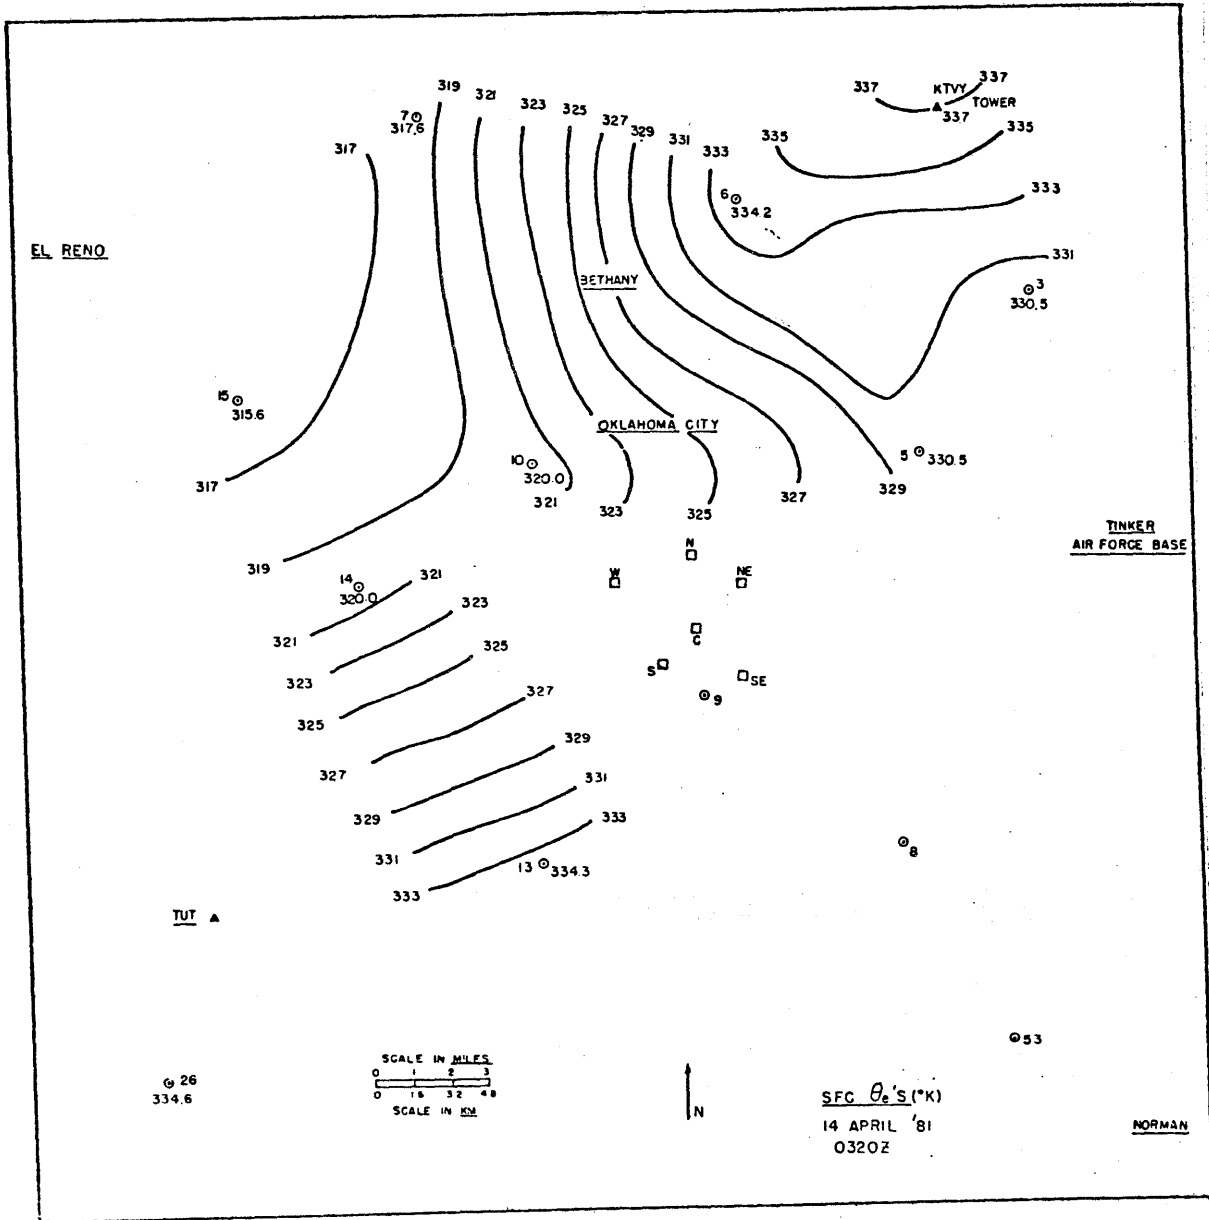 319
321
323
325
327
329
331
333
335
337
KTVY
337
TOWER
337
335
7
317.6
317
6
334.2
333
EL RENO
BETHANY
331
3
330.5
15
315.6
OKLAHOMA CITY
10
320.0
321
323
325
327
329
5
330.5
317
TINKER
AIR FORCE BASE
319
N
W
NE
C
S
SE
9
14
320.0
321
321
323
323
325
325
327
327
329
329
331
331
333
333
13
334.3
8
TUT
53
26
334.6
SCALE IN MILES
0 1 2 3
0 1.6 3.2 4.8
SCALE IN KM
N
SFC θe'S (°K)
14 APRIL '81
0320Z
NORMAN